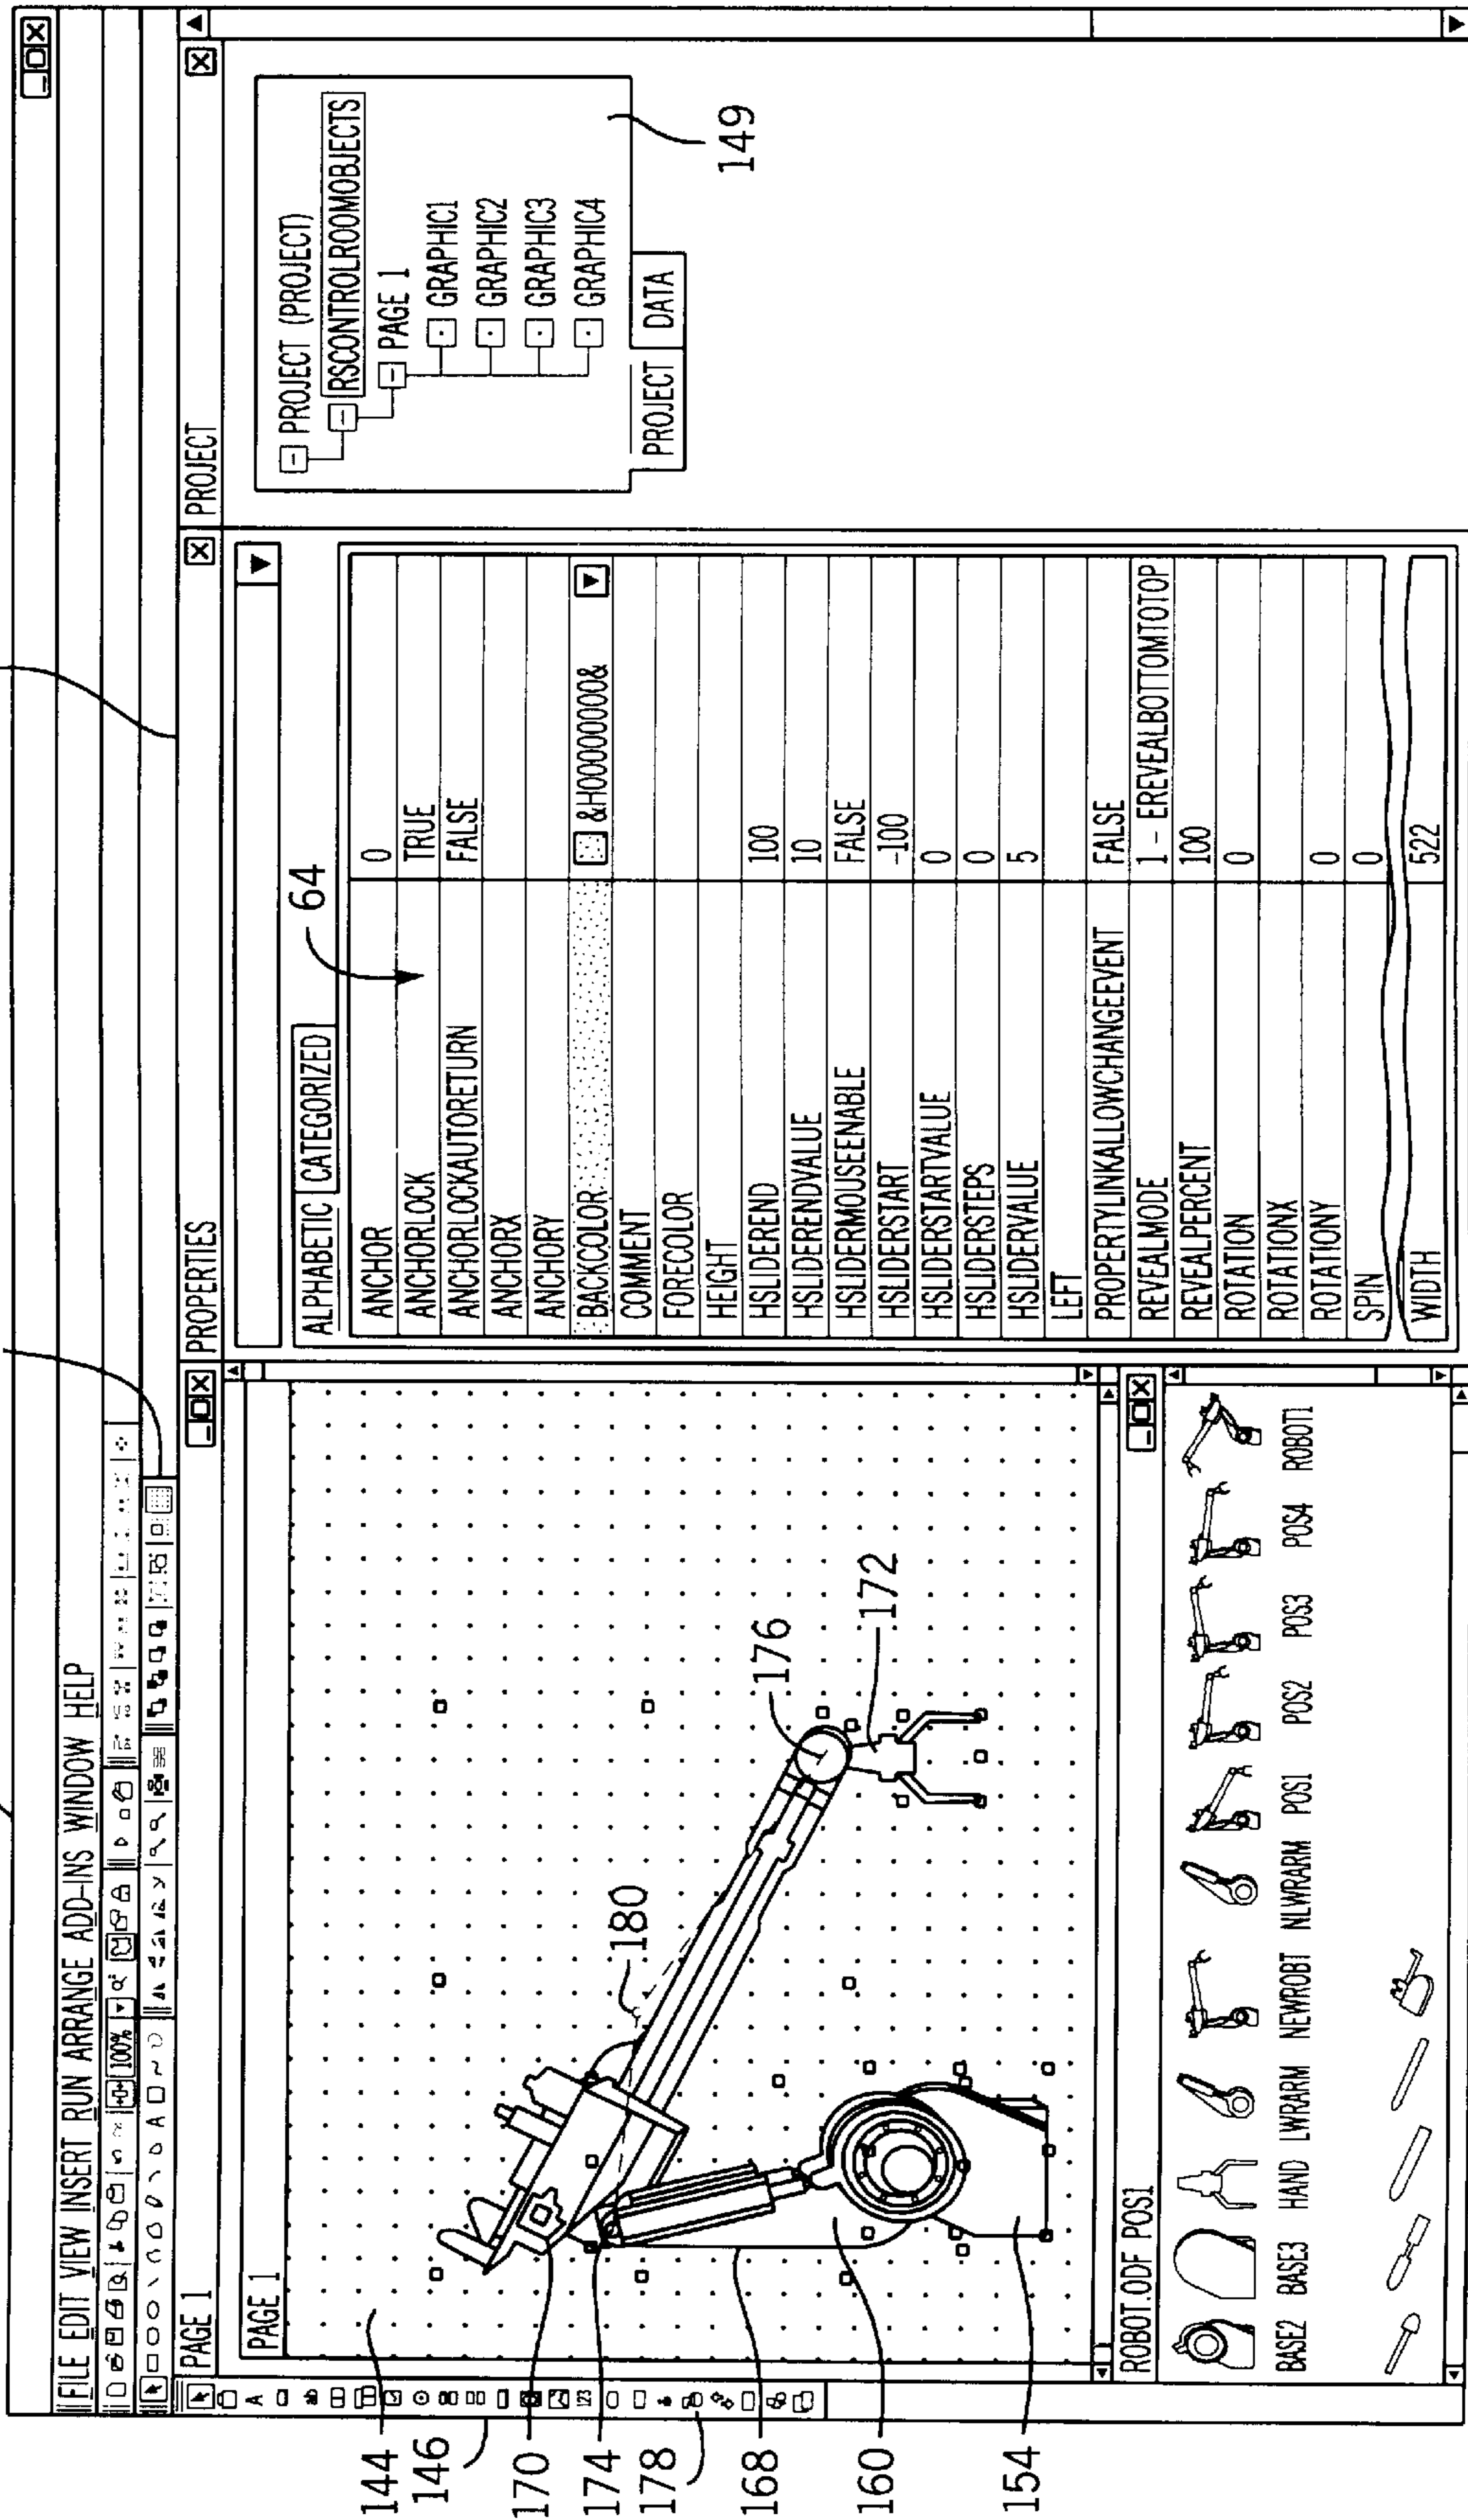 FILE EDIT VIEW INSERT RUN ARRANGE ADD-INS WINDOW HELP
100%
A
PAGE 1
PAGE 1
A
ab
123
144
146
170
174
178
168
160
154
180
176
172
ROBOT.ODF POS1
BASE2 BASE3 HAND LWRARM NEWROBT NLWRARM POS1 POS2 POS3 POS4 ROBOT1
PROPERTIES
ALPHABETIC CATEGORIZED
64
ANCHOR 0
ANCHORLOCK TRUE
ANCHORLOCKAUTORETURN FALSE
ANCHORX
ANCHORY
BACKCOLOR &H00000000&
COMMENT
FORECOLOR
HEIGHT
HSLIDEREND 100
HSLIDERENDVALUE 10
HSLIDERMOUSEENABLE FALSE
HSLIDERSTART -100
HSLIDERSTARTVALUE 0
HSLIDERSTEPS 0
HSLIDERVALUE 5
LEFT
PROPERTYLINKALLOWCHANGEEVENT FALSE
REVEALMODE 1 - EREVEALBOTTOMTOTOP
REVEALPERCENT 100
ROTATION 0
ROTATIONX
ROTATIONY 0
SPIN 0
WIDTH 522
PROJECT
PROJECT (PROJECT)
RSCONTROLROOMOBJECTS
PAGE 1
GRAPHIC1
GRAPHIC2
GRAPHIC3
GRAPHIC4
PROJECT DATA
149